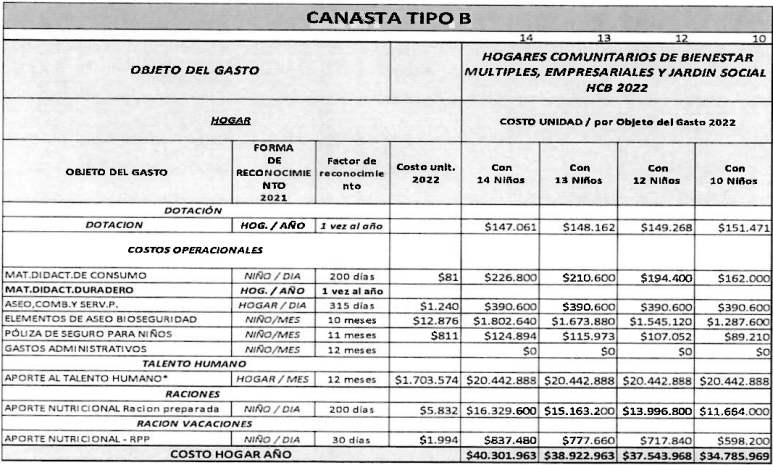 CANASTA TIPO B
14 13 12 10
OBJETO DEL GASTO
HOGARES COMUNITARIOS DE BIENESTAR
MULTIPLES, EMPRESARIALES Y JARDIN SOCIAL
HCB 2022
HOGAR
COSTO UNIDAD / por Objeto del Gasto 2022
OBJETO DEL GASTO
FORMA
DE
RECONOCIMIE
NTO
2021
Factor de
reconocimie
nto
Costo unit.
2022
Con
14 Niños
Con
13 Niños
Con
12 Niños
Con
10 Niños
DOTACIÓN
DOTACION HOG. / AÑO 1 vez al año $147.061 $148.162 $149.268 $151.471
COSTOS OPERACIONALES
MAT.DIDACT.DE CONSUMO NIÑO / DIA 200 días $81 $226.800 $210.600 $194.400 $162.000
MAT.DIDACT.DURADERO HOG. / AÑO 1 vez al año
ASEO,COMB.Y SERV.P. HOGAR / DIA 315 días $1.240 $390.600 $390.600 $390.600 $390.600
ELEMENTOS DE ASEO BIOSEGURIDAD NIÑO/MES 10 meses $12.876 $1.802.640 $1.673.880 $1.545.120 $1.287.600
PÓLIZA DE SEGURO PARA NIÑOS NIÑO/MES 11 meses $811 $124.894 $115.973 $107.052 $89.210
GASTOS ADMINISTRATIVOS NIÑO/MES 12 meses $0 $0 $0 $0
TALENTO HUMANO
APORTE AL TALENTO HUMANO* HOGAR / MES 12 meses $1.703.574 $20.442.888 $20.442.888 $20.442.888 $20.442.888
RACIONES
APORTE NUTRICIONAL Racion preparada NIÑO / DIA 200 días $5.832 $16.329.600 $15.163.200 $13.996.800 $11.664.000
RACION VACACIONES
APORTE NUTRICIONAL - RPP NIÑO / DIA 30 días $1.994 $837.480 $777.660 $717.840 $598.200
COSTO HOGAR AÑO $40.301.963 $38.922.963 $37.543.968 $34.785.969